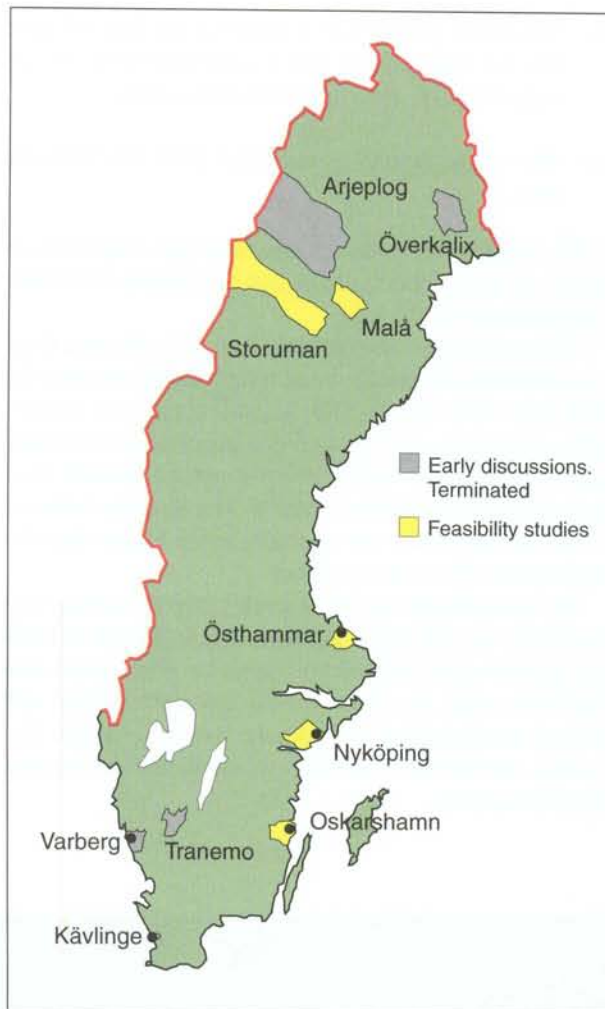 Arjeplog
Överkalix
Malå
Storuman
Early discussions.
Terminated
Feasibility studies
Östhammar
Nyköping
Oskarshamn
Varberg
Tranemo
Kävlinge